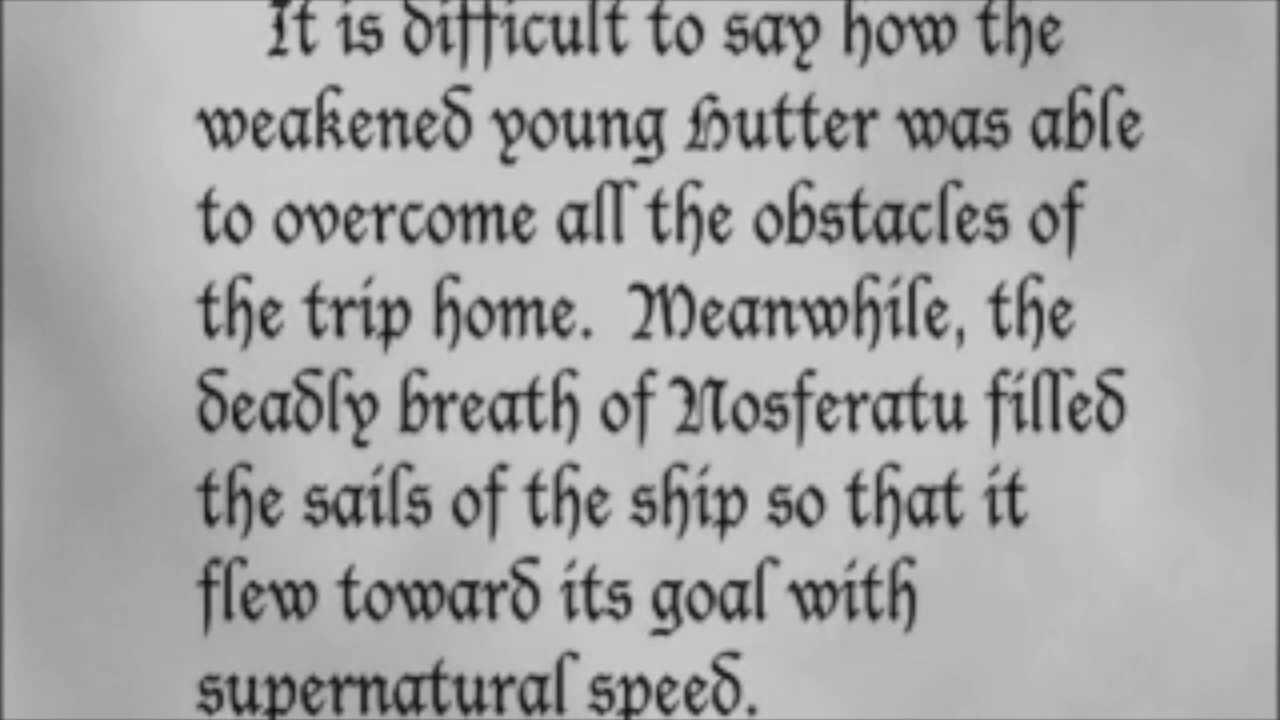 It is difficult to say how the
weakened young Hutter was able
to overcome all the obstacles of
the trip home. Meanwhile, the
deadly breath of Nosferatu filled
the sails of the ship so that it
flew toward its goal with
supernatural speed.